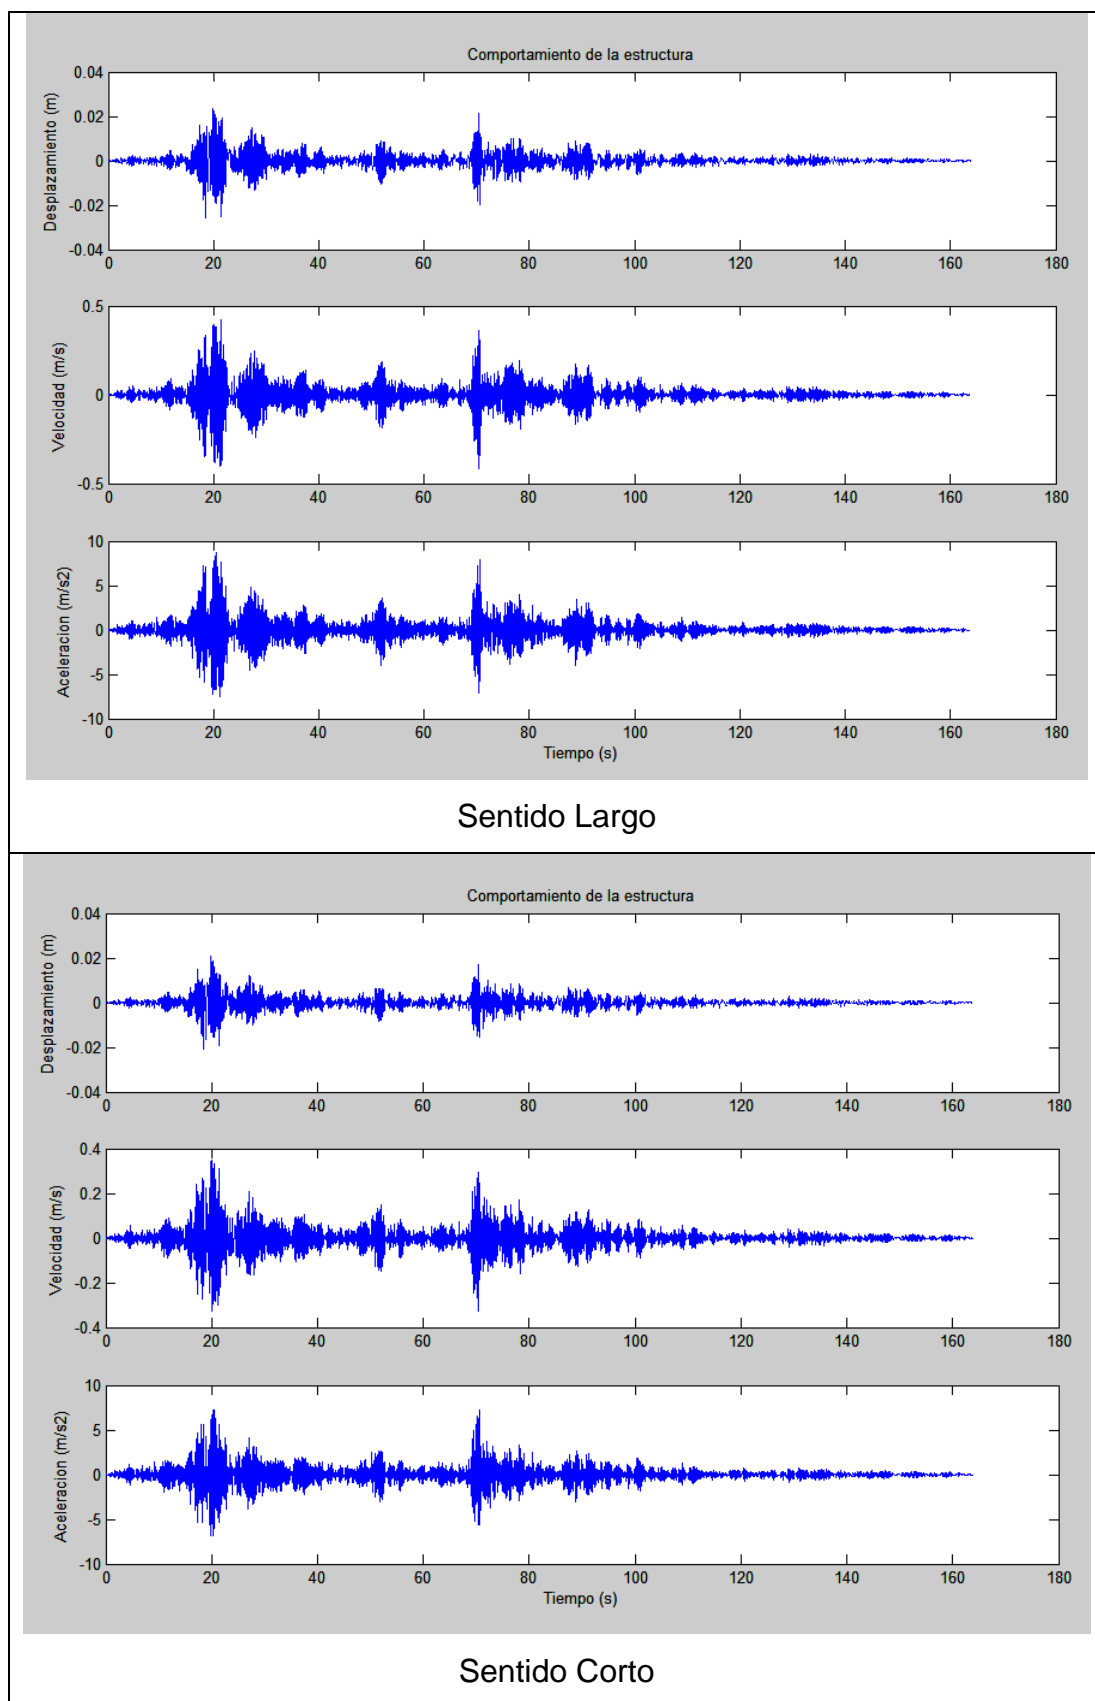 Comportamiento de la estructura
Desplazamiento (m)
0.04
0.02
0
-0.02
-0.04
0 20 40 60 80 100 120 140 160 180
Velocidad (m/s)
0.5
0
-0.5
0 20 40 60 80 100 120 140 160 180
Aceleracion (m/s2)
10
5
0
-5
-10
0 20 40 60 80 100 120 140 160 180
Tiempo (s)
Sentido Largo
Comportamiento de la estructura
Desplazamiento (m)
0.04
0.02
0
-0.02
-0.04
0 20 40 60 80 100 120 140 160 180
Velocidad (m/s)
0.4
0.2
0
-0.2
-0.4
0 20 40 60 80 100 120 140 160 180
Aceleracion (m/s2)
10
5
0
-5
-10
0 20 40 60 80 100 120 140 160 180
Tiempo (s)
Sentido Corto